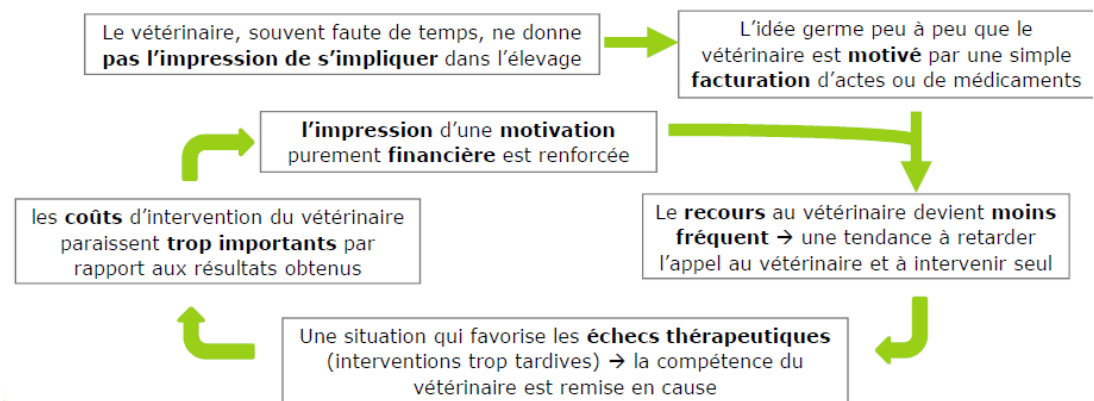 Le vétérinaire, souvent faute de temps, ne donne
pas l’impression de s’impliquer dans l’élevage
L’idée germe peu à peu que le
vétérinaire est motivé par une simple
facturation d’actes ou de médicaments
l’impression d’une motivation
purement financière est renforcée
les coûts d’intervention du vétérinaire
paraissent trop importants par
rapport aux résultats obtenus
Le recours au vétérinaire devient moins
fréquent → une tendance à retarder
l’appel au vétérinaire et à intervenir seul
Une situation qui favorise les échecs thérapeutiques
(interventions trop tardives) → la compétence du
vétérinaire est remise en cause